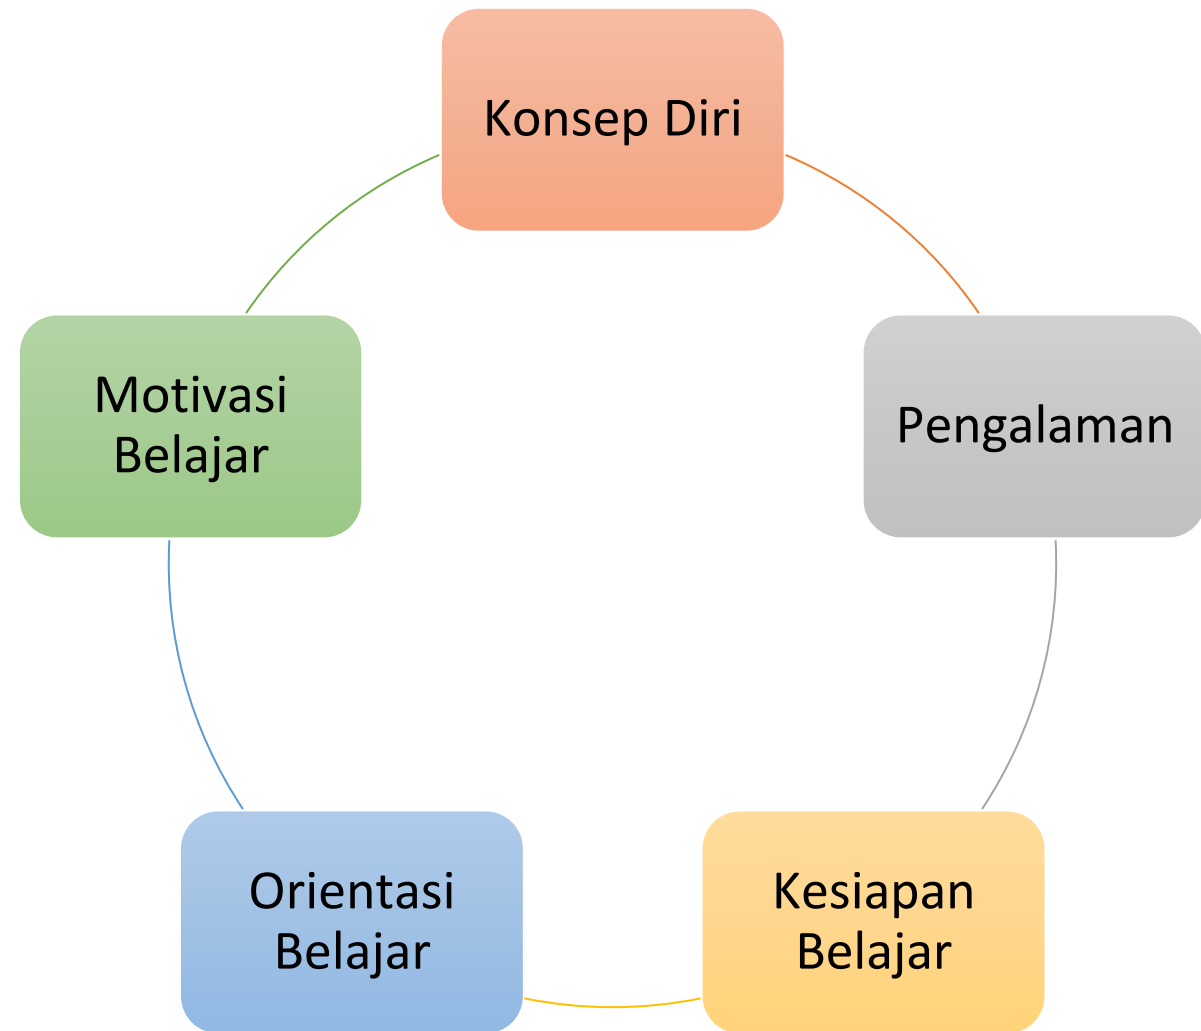 Konsep Diri
Pengalaman
Kesiapan
Belajar
Orientasi
Belajar
Motivasi
Belajar